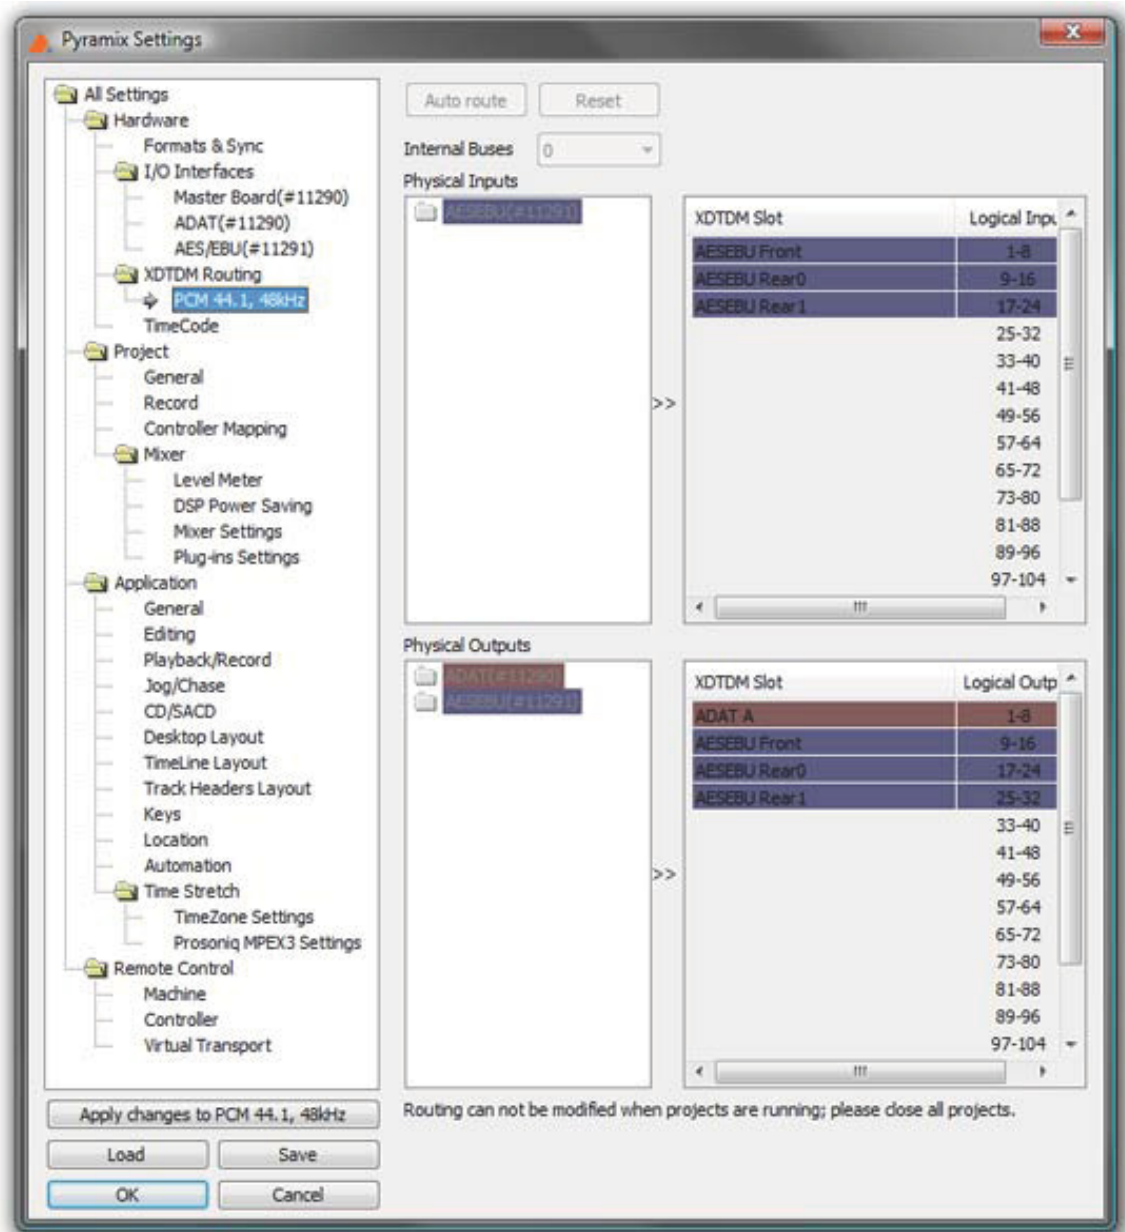 Pyramix Settings
All Settings
Hardware
Formats & Sync
I/O Interfaces
Master Board(#11290)
ADAT(#11290)
AES/EBU(#11291)
XDTDM Routing
PCM 44.1, 48kHz
TimeCode
Project
General
Record
Controller Mapping
Mixer
Level Meter
DSP Power Saving
Mixer Settings
Plug-ins Settings
Application
General
Editing
Playback/Record
Jog/Chase
CD/SACD
Desktop Layout
TimeLine Layout
Track Headers Layout
Keys
Location
Automation
Time Stretch
TimeZone Settings
Prosoniq MPEX3 Settings
Remote Control
Machine
Controller
Virtual Transport
Apply changes to PCM 44.1, 48kHz
Load Save
OK Cancel
Auto route Reset
Internal Buses 0
Physical Inputs
AESEBU(#11291)
>>
XDTDM Slot Logical Inpu
AESEBU Front 1-8
AESEBU Rear0 9-16
AESEBU Rear1 17-24
25-32
33-40
41-48
49-56
57-64
65-72
73-80
81-88
89-96
97-104
Physical Outputs
ADAT(#11290)
AESEBU(#11291)
>>
XDTDM Slot Logical Outp
ADAT A 1-8
AESEBU Front 9-16
AESEBU Rear0 17-24
AESEBU Rear1 25-32
33-40
41-48
49-56
57-64
65-72
73-80
81-88
89-96
97-104
Routing can not be modified when projects are running; please close all projects.